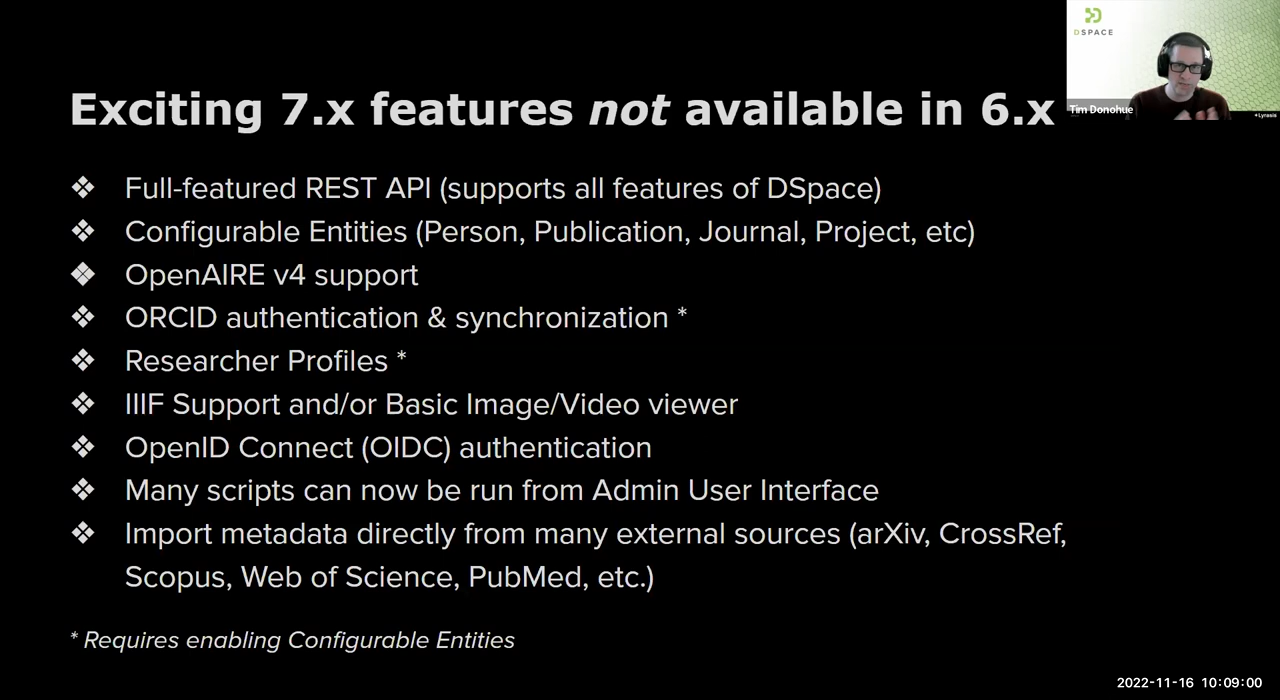 DSPACE
Tim Donohue
Lyrasis
Exciting 7.x features not available in 6.x
❖ Full-featured REST API (supports all features of DSpace)
❖ Configurable Entities (Person, Publication, Journal, Project, etc)
❖ OpenAIRE v4 support
❖ ORCID authentication & synchronization *
❖ Researcher Profiles *
❖ IIIF Support and/or Basic Image/Video viewer
❖ OpenID Connect (OIDC) authentication
❖ Many scripts can now be run from Admin User Interface
❖ Import metadata directly from many external sources (arXiv, CrossRef,
Scopus, Web of Science, PubMed, etc.)
* Requires enabling Configurable Entities
2022-11-16 10:09:00